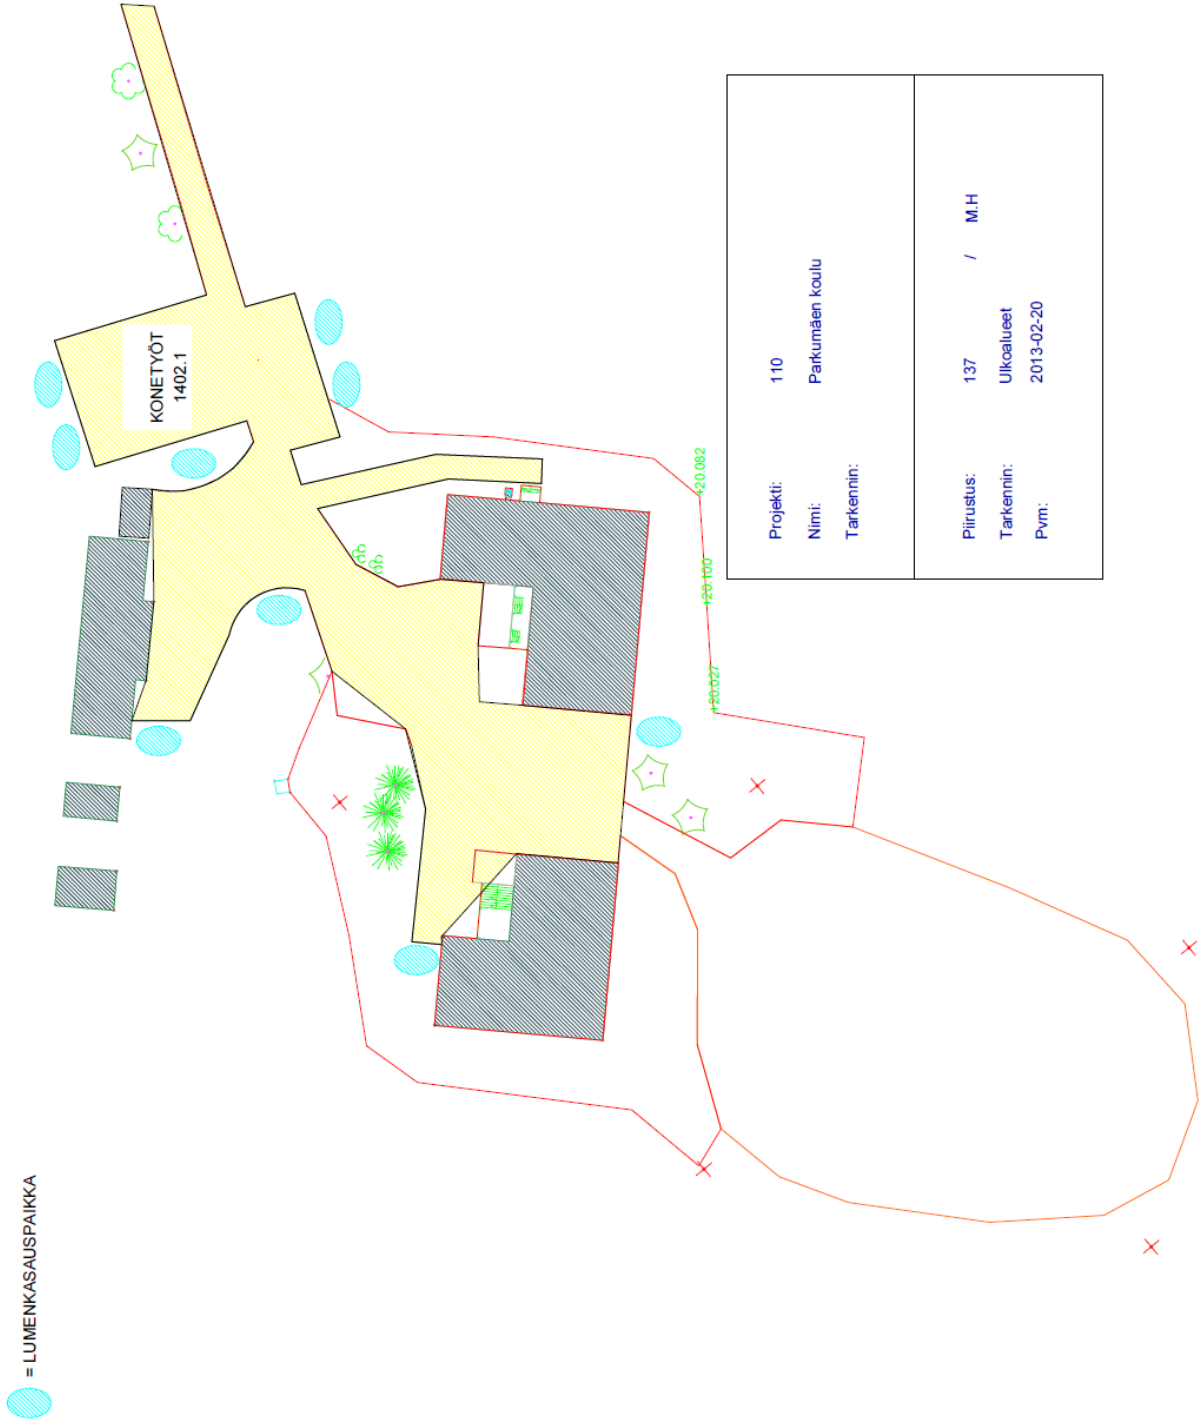 = LUMENKASAUSPAIKKA
KONETYÖT
1402.1
+20.027
+20.100
+20.082
Projekti: 110
Nimi: Parkumäen koulu
Tarkennin:
Piirustus: 137 / M.H
Tarkennin: Ulkoalueet
Pvm: 2013-02-20